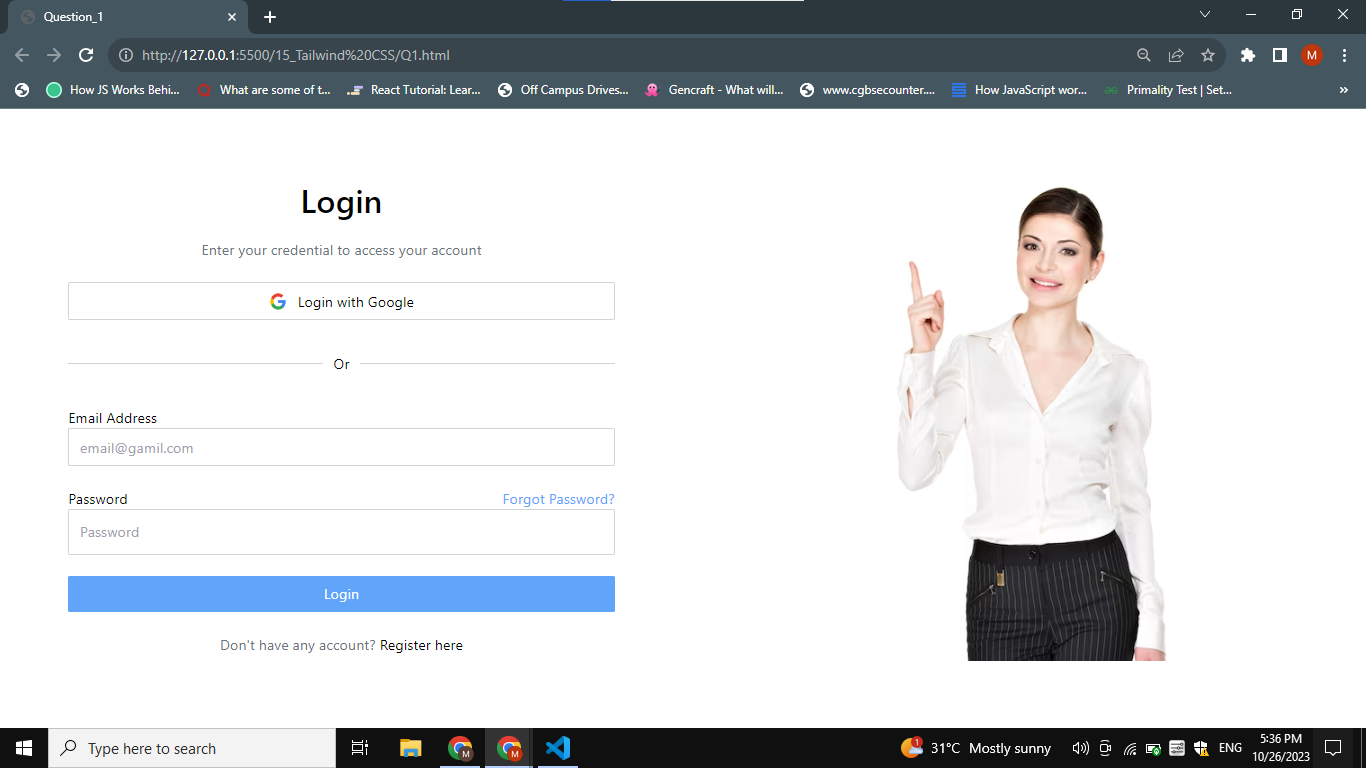 Question_1
http://127.0.0.1:5500/15_Tailwind%20CSS/Q1.html
M
How JS Works Behi...
What are some of t...
React Tutorial: Lear...
Off Campus Drives...
Gencraft - What will...
www.cgbsecounter....
How JavaScript wor...
Primality Test | Set...
»
Login
Enter your credential to access your account
Login with Google
Or
Email Address
email@gamil.com
Password Forgot Password?
Password
Login
Don't have any account? Register here
Type here to search
M
M
1
31°C Mostly sunny
ENG
5:36 PM
10/26/2023